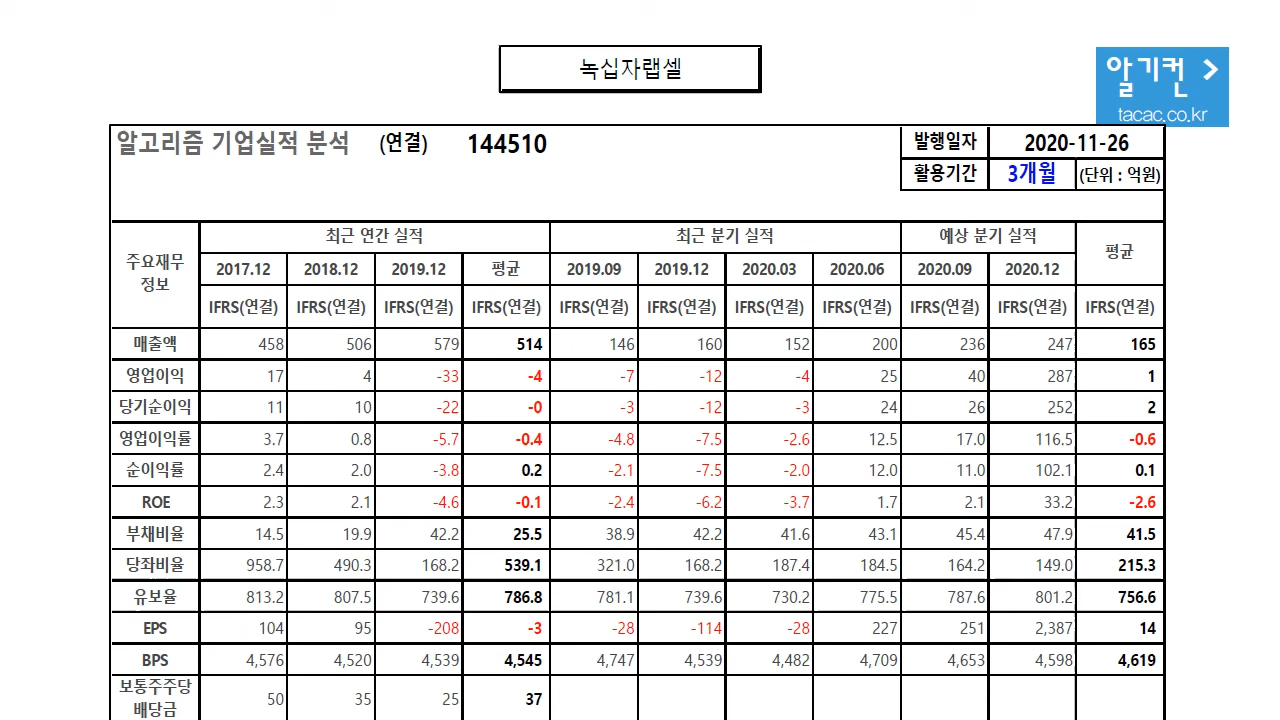 녹십자랩셀
알기컨 >
tacac.co.kr
알고리즘 기업실적 분석 (연결) 144510 발행일자 2020-11-26
활용기간 3개월 (단위 : 억원)
주요재무정보 최근 연간 실적 최근 분기 실적 예상 분기 실적 평균
2017.12 2018.12 2019.12 평균 2019.09 2019.12 2020.03 2020.06 2020.09 2020.12
IFRS(연결) IFRS(연결) IFRS(연결) IFRS(연결) IFRS(연결) IFRS(연결) IFRS(연결) IFRS(연결) IFRS(연결) IFRS(연결) IFRS(연결)
매출액 458 506 579 514 146 160 152 200 236 247 165
영업이익 17 4 -33 -4 -7 -12 -4 25 40 287 1
당기순이익 11 10 -22 -0 -3 -12 -3 24 26 252 2
영업이익률 3.7 0.8 -5.7 -0.4 -4.8 -7.5 -2.6 12.5 17.0 116.5 -0.6
순이익률 2.4 2.0 -3.8 0.2 -2.1 -7.5 -2.0 12.0 11.0 102.1 0.1
ROE 2.3 2.1 -4.6 -0.1 -2.4 -6.2 -3.7 1.7 2.1 33.2 -2.6
부채비율 14.5 19.9 42.2 25.5 38.9 42.2 41.6 43.1 45.4 47.9 41.5
당좌비율 958.7 490.3 168.2 539.1 321.0 168.2 187.4 184.5 164.2 149.0 215.3
유보율 813.2 807.5 739.6 786.8 781.1 739.6 730.2 775.5 787.6 801.2 756.6
EPS 104 95 -208 -3 -28 -114 -28 227 251 2,387 14
BPS 4,576 4,520 4,539 4,545 4,747 4,539 4,482 4,709 4,653 4,598 4,619
보통주주당배당금 50 35 25 37